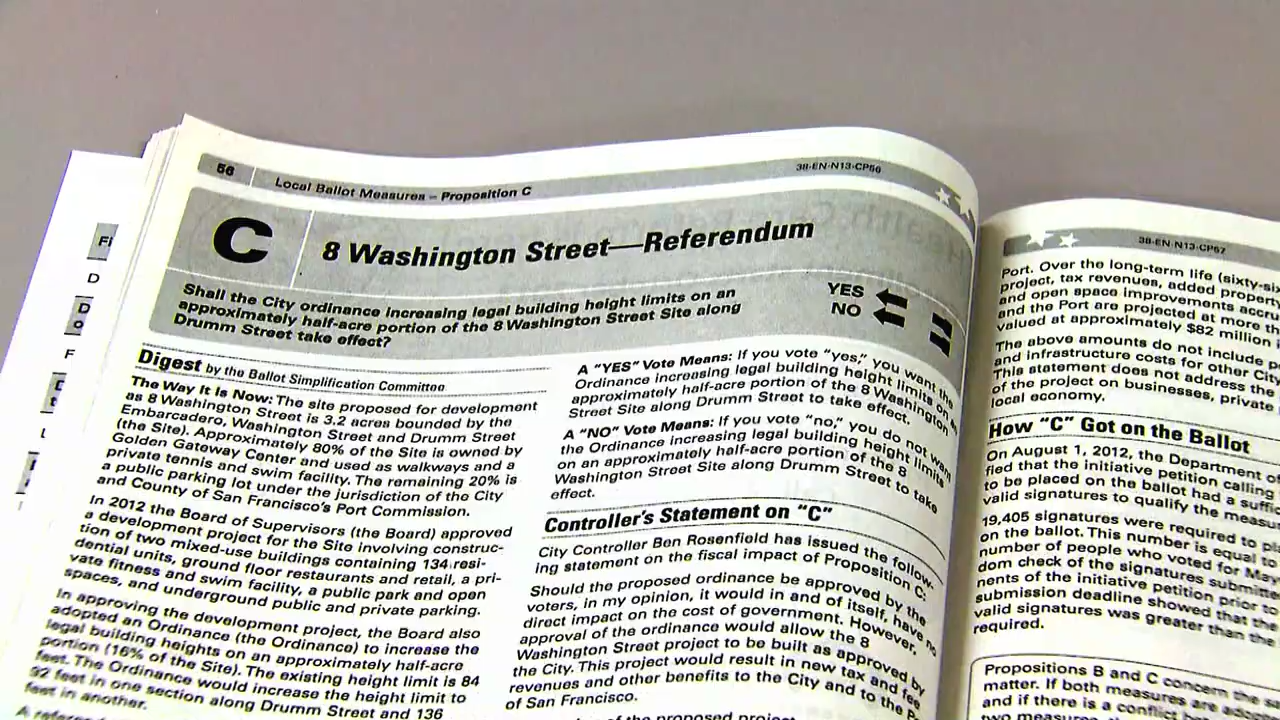 56
Local Ballot Measures – Proposition C
38-EN-N13-CP56
C
8 Washington Street—Referendum
Shall the City ordinance increasing legal building height limits on an
approximately half-acre portion of the 8 Washington Street Site along
Drumm Street take effect?
YES
NO
Digest by the Ballot Simplification Committee
The Way It Is Now: The site proposed for development
as 8 Washington Street is 3.2 acres bounded by the
Embarcadero, Washington Street and Drumm Street
(the Site). Approximately 80% of the Site is owned by
Golden Gateway Center and used as walkways and a
private tennis and swim facility. The remaining 20% is
a public parking lot under the jurisdiction of the City
and County of San Francisco's Port Commission.
In 2012 the Board of Supervisors (the Board) approved
a development project for the Site involving construc-
tion of two mixed-use buildings containing 134 resi-
dential units, ground floor restaurants and retail, a pri-
vate fitness and swim facility, a public park and open
spaces, and underground public and private parking.
In approving the development project, the Board also
adopted an Ordinance (the Ordinance) to increase the
legal building heights on an approximately half-acre
portion (16% of the Site). The existing height limit is 84
feet. The Ordinance would increase the height limit to
92 feet in one section along Drumm Street and 136
feet in another.
A "YES" Vote Means: If you vote "yes," you want the
Ordinance increasing legal building height limits on an
approximately half-acre portion of the 8 Washington
Street Site along Drumm Street to take effect.
A "NO" Vote Means: If you vote "no," you do not want
the Ordinance increasing legal building height limits
on an approximately half-acre portion of the 8
Washington Street Site along Drumm Street to take
effect.
Controller's Statement on "C"
City Controller Ben Rosenfield has issued the follow-
ing statement on the fiscal impact of Proposition C:
Should the proposed ordinance be approved by the
voters, in my opinion, it would in and of itself, have no
direct impact on the cost of government. However,
approval of the ordinance would allow the 8
Washington Street project to be built as approved by
the City. This project would result in new tax and fee
revenues and other benefits to the City and to the
of San Francisco.
of the proposed project
38-EN-N13-CP57
Port. Over the long-term life (sixty-six
project, tax revenues, added property
and open space improvements accru
and the Port are projected at more th
valued at approximately $82 million i
The above amounts do not include p
and infrastructure costs for other City
This statement does not address the
of the project on businesses, private
local economy.
How "C" Got on the Ballot
On August 1, 2012, the Department of
fied that the initiative petition calling
to be placed on the ballot had a suffic
valid signatures to qualify the measu
19,405 signatures were required to pl
on the ballot. This number is equal to
number of people who voted for May
dom check of the signatures submitte
nents of the initiative petition prior to
submission deadline showed that the
valid signatures was greater than the
required.
Propositions B and C concern the sa
matter. If both measures are adop
and if there is a conflict
two measures, th